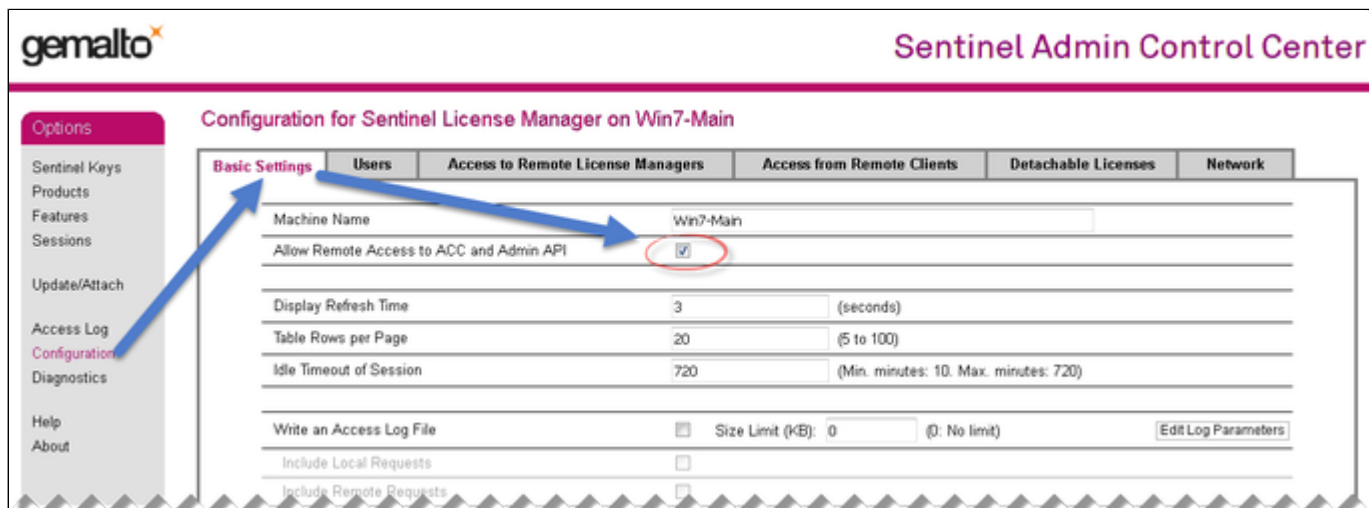 gemalto
Sentinel Admin Control Center
Options
Sentinel Keys
Products
Features
Sessions
Update/Attach
Access Log
Configuration
Diagnostics
Help
About
Configuration for Sentinel License Manager on Win7-Main
Basic Settings Users Access to Remote License Managers Access from Remote Clients Detachable Licenses Network
Machine Name Win7-Main
Allow Remote Access to ACC and Admin API
Display Refresh Time 3 (seconds)
Table Rows per Page 20 (5 to 100)
Idle Timeout of Session 720 (Min. minutes: 10. Max. minutes: 720)
Write an Access Log File Size Limit (KB): 0 (0: No limit) Edit Log Parameters
Include Local Requests
Include Remote Requests